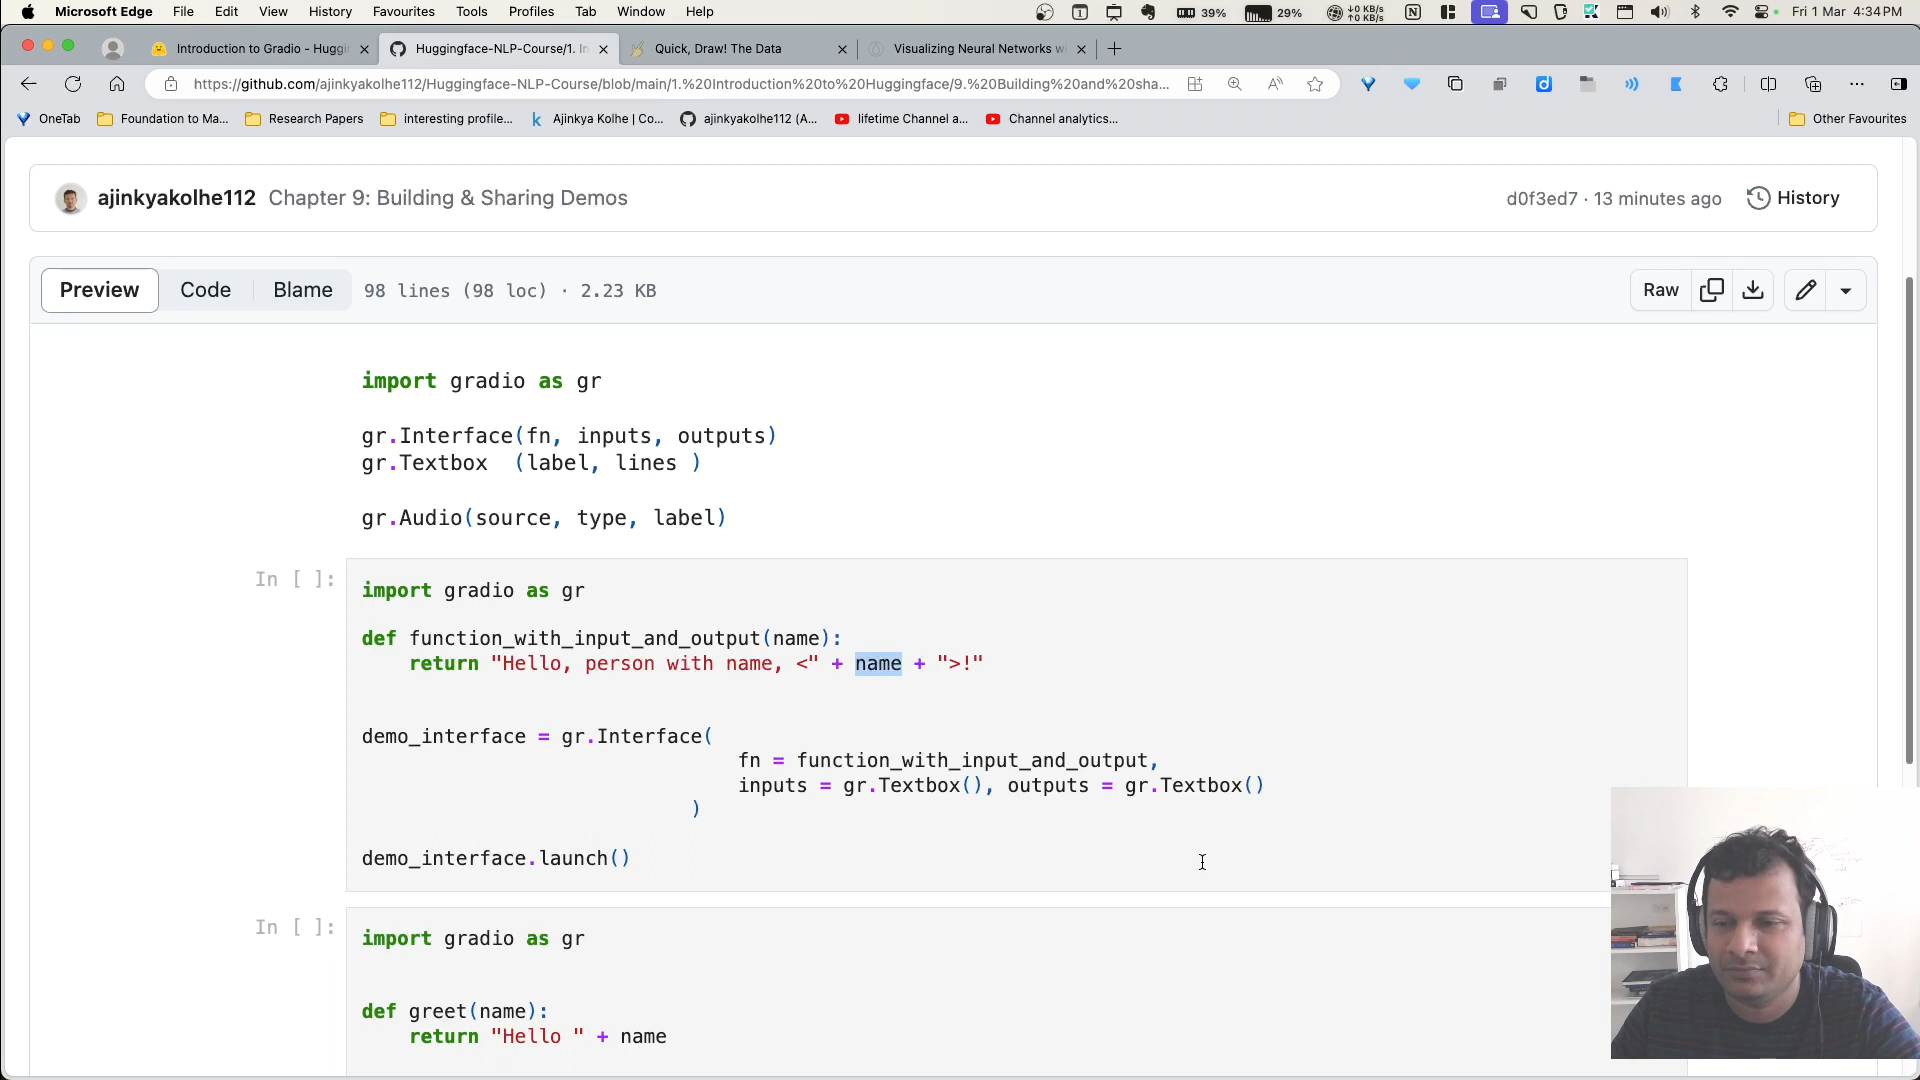 Microsoft Edge File Edit View History Favourites Tools Profiles Tab Window Help 39% 29% ↓0 KB/s ↑0 KB/s Fri 1 Mar 4:34 PM
Introduction to Gradio - Huggi Huggingface-NLP-Course/1. In Quick, Draw! The Data Visualizing Neural Networks w
https://github.com/ajinkyakolhe112/Huggingface-NLP-Course/blob/main/1.%20Introduction%20to%20Huggingface/9.%20Building%20and%20sha...
OneTab Foundation to Ma... Research Papers interesting profile... Ajinkya Kolhe | Co... ajinkyakolhe112 (A... lifetime Channel a... Channel analytics... Other Favourites
ajinkyakolhe112 Chapter 9: Building & Sharing Demos d0f3ed7 · 13 minutes ago History
Preview Code Blame 98 lines (98 loc) · 2.23 KB Raw
import gradio as gr
gr.Interface(fn, inputs, outputs)
gr.Textbox (label, lines )
gr.Audio(source, type, label)
In [ ]:
import gradio as gr
def function_with_input_and_output(name):
return "Hello, person with name, <" + name + ">!"
demo_interface = gr.Interface(
fn = function_with_input_and_output,
inputs = gr.Textbox(), outputs = gr.Textbox()
)
demo_interface.launch()
In [ ]:
import gradio as gr
def greet(name):
return "Hello " + name